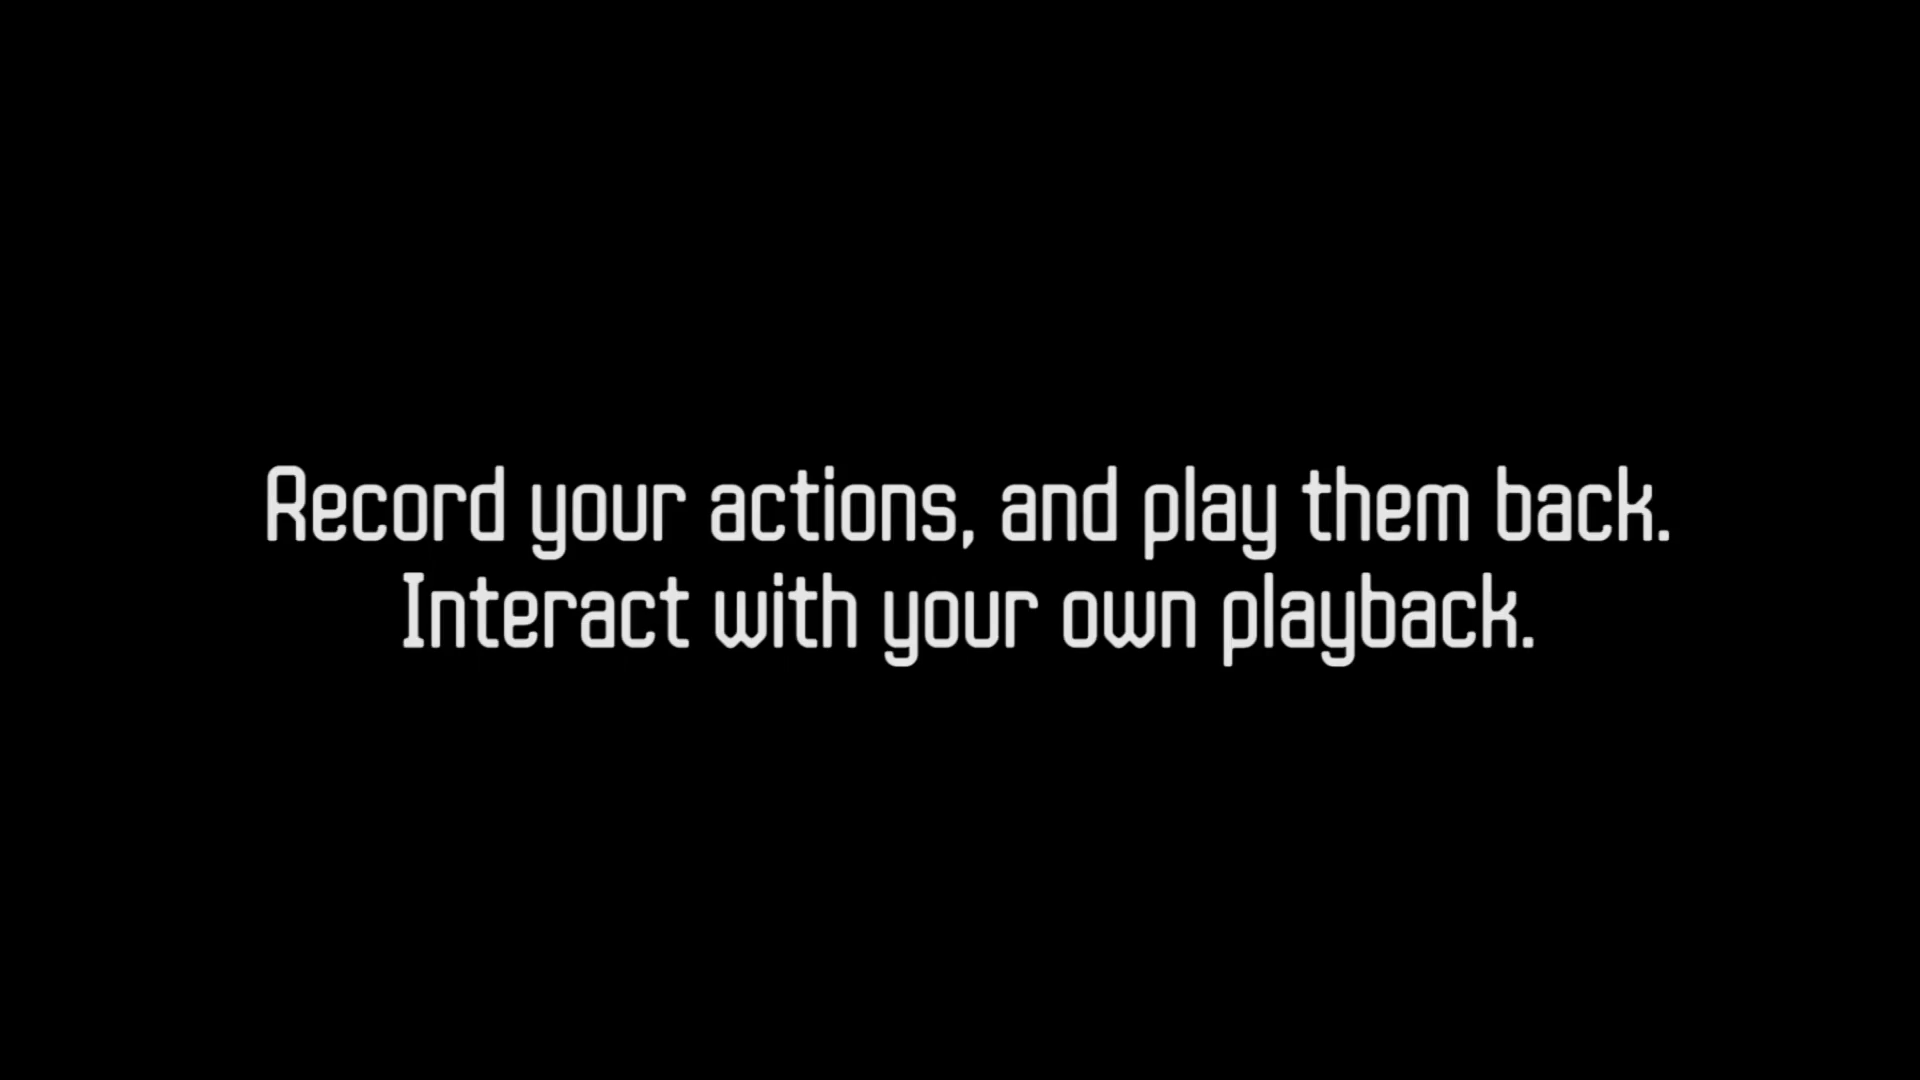 Record your actions, and play them back.
Interact with your own playback.